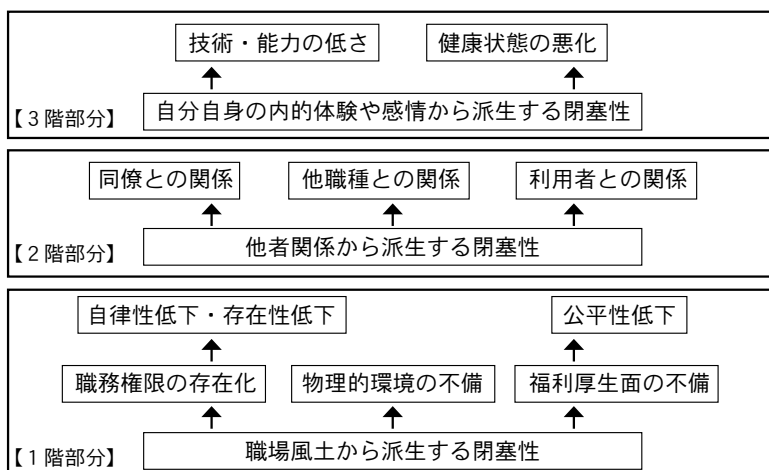 技術・能力の低さ
健康状態の悪化
自分自身の内的体験や感情から派生する閉塞性
【3階部分】
同僚との関係
他職種との関係
利用者との関係
他者関係から派生する閉塞性
【2階部分】
自律性低下・存在性低下
公平性低下
職務権限の存在化
物理的環境の不備
福利厚生面の不備
職場風土から派生する閉塞性
【1階部分】